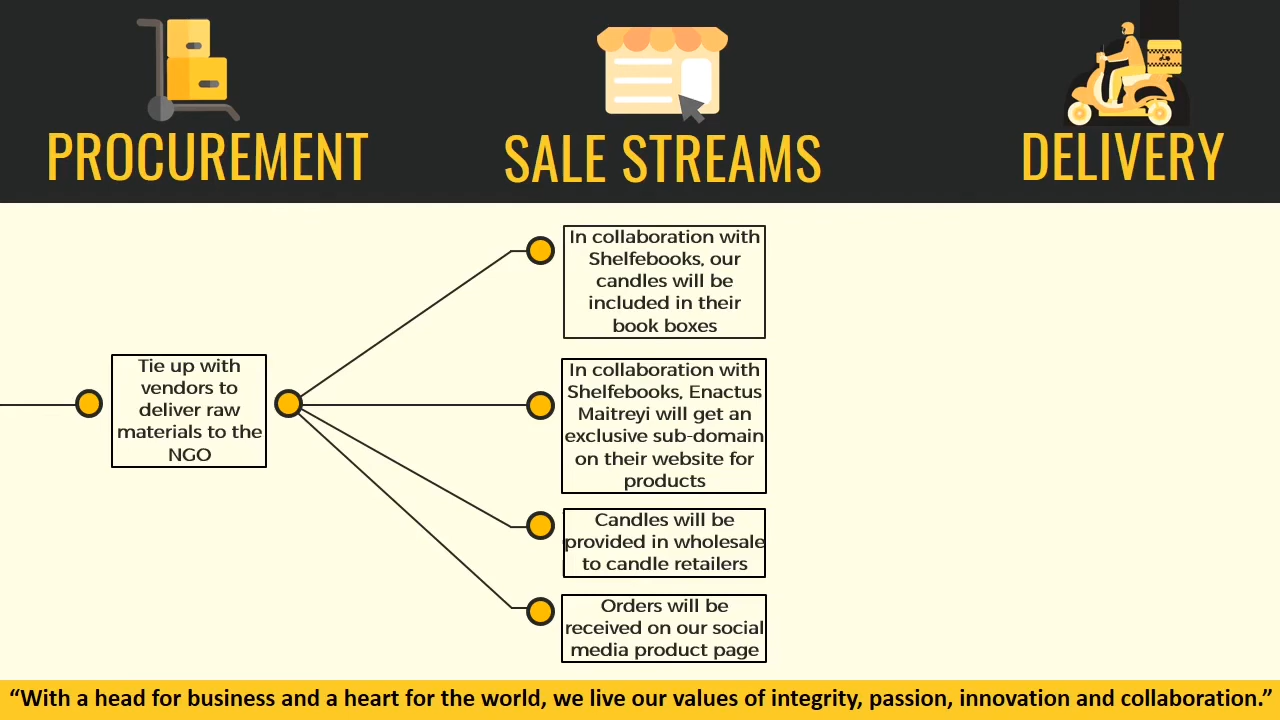 PROCUREMENT
SALE STREAMS
DELIVERY
Tie up with
vendors to
deliver raw
materials to the
NGO
In collaboration with
Shelfebooks, our
candles will be
included in their
book boxes
In collaboration with
Shelfebooks, Enactus
Maitreyi will get an
exclusive sub-domain
on their website for
products
Candles will be
provided in wholesale
to candle retailers
Orders will be
received on our social
media product page
“With a head for business and a heart for the world, we live our values of integrity, passion, innovation and collaboration.”